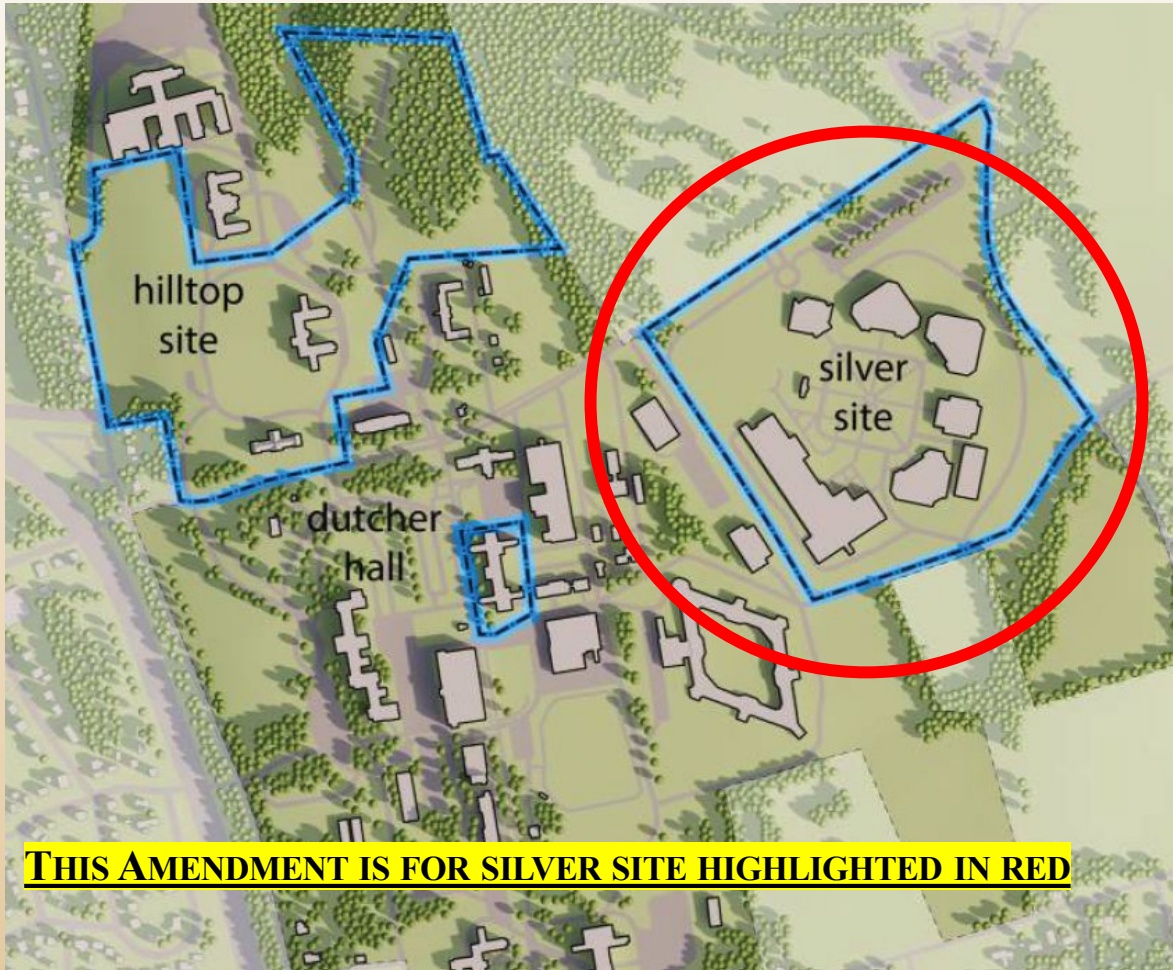 hilltop
site
silver
site
dutcher
hall
THIS AMENDMENT IS FOR SILVER SITE HIGHLIGHTED IN RED